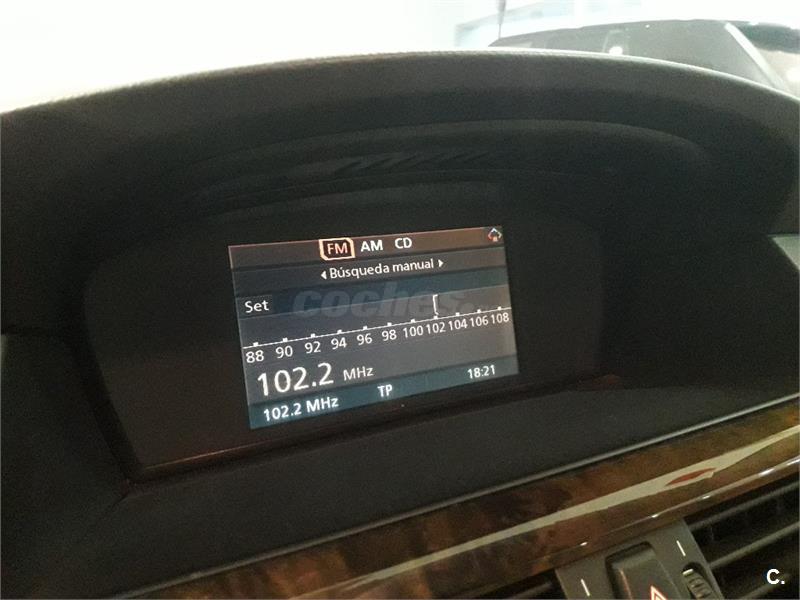 FM AM CD
Búsqueda manual
Set
coches
88 90 92 94 96 98 100 102 104 106 108
102.2 MHz
102.2 MHz TP 18:21
C.